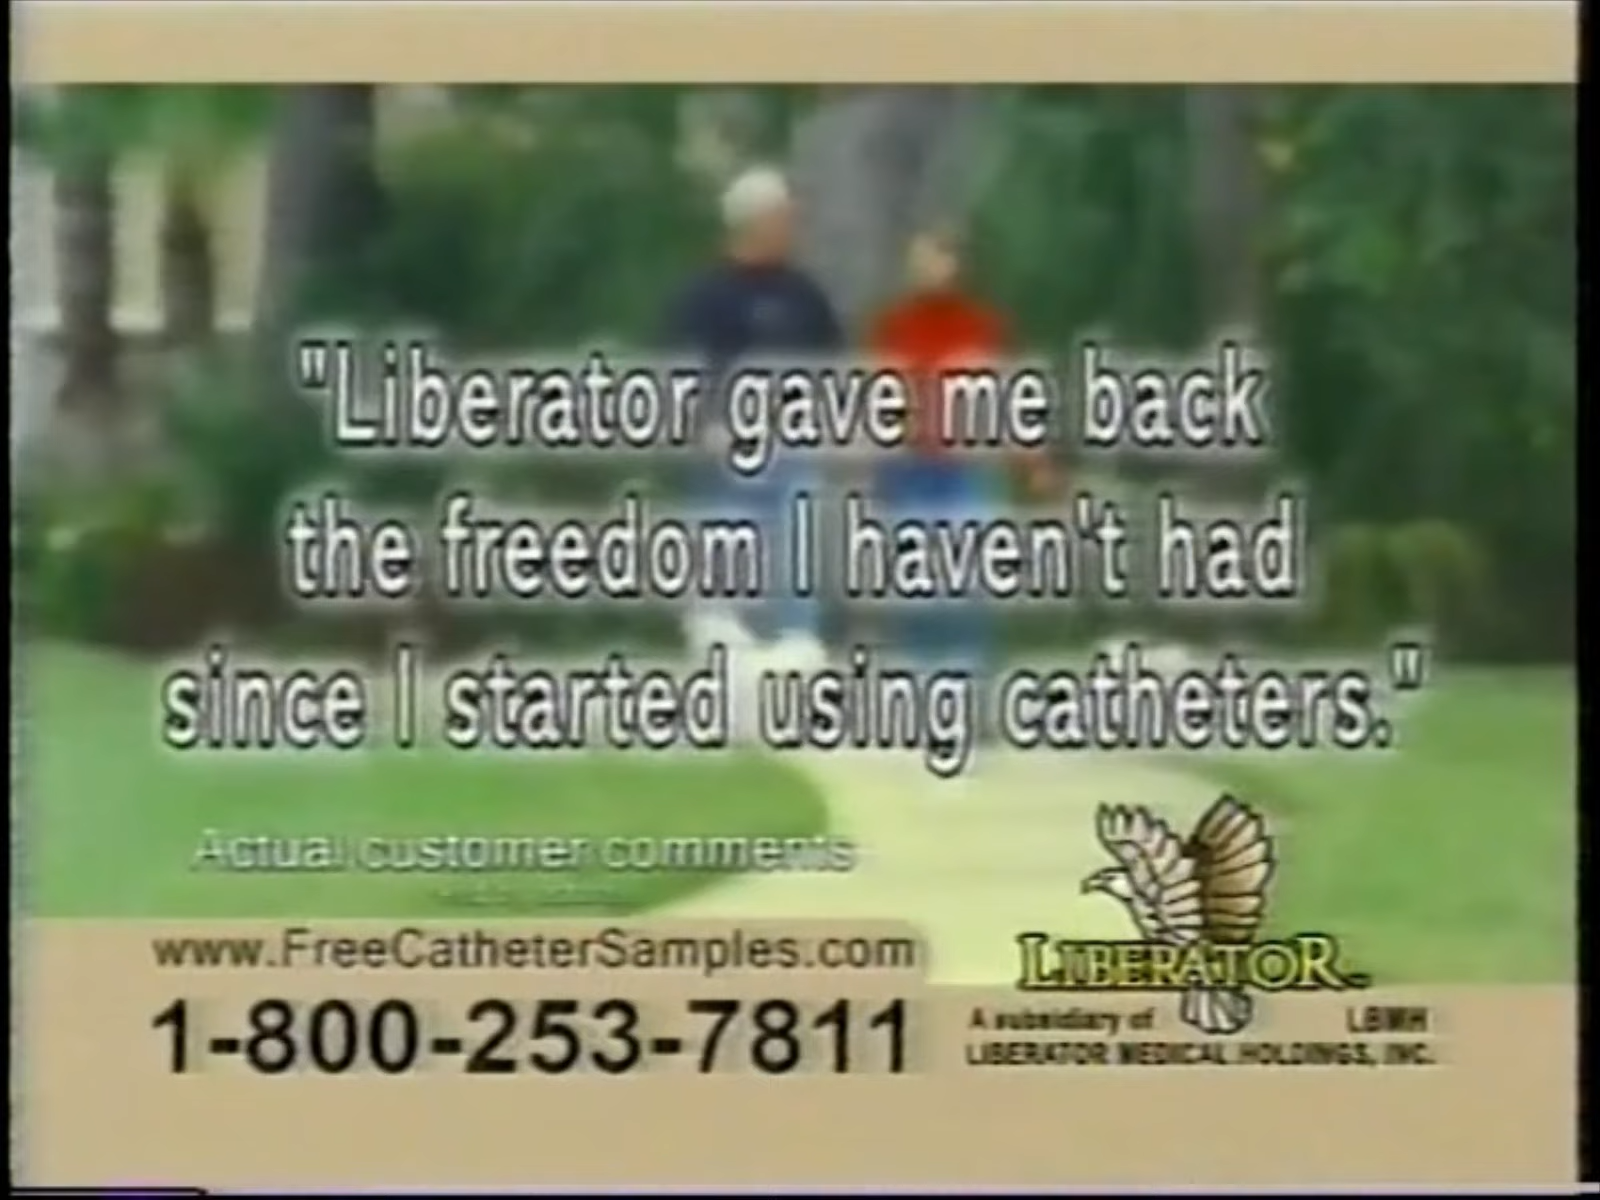 "Liberator gave me back
the freedom I haven't had
since I started using catheters."
Actual customer comments
www.FreeCatheterSamples.com
1-800-253-7811
LIBERATOR
A subsidiary of LBMH
LIBERATOR MEDICAL HOLDINGS, INC.